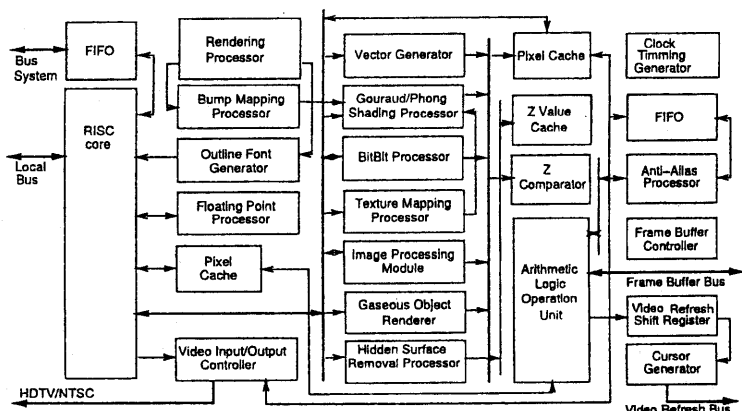 Bus
System
FIFO
RISC
core
Local
Bus
Rendering
Processor
Bump Mapping
Processor
Outline Font
Generator
Floating Point
Processor
Pixel
Cache
Video Input/Output
Controller
HDTV/NTSC
Vector Generator
Gouraud/Phong
Shading Processor
BitBlt Processor
Texture Mapping
Processor
Image Processing
Module
Gaseous Object
Renderer
Hidden Surface
Removal Processor
Pixel Cache
Z Value
Cache
Z
Comparator
Arithmetic
Logic
Operation
Unit
Clock
Timming
Generator
FIFO
Anti-Alias
Processor
Frame Buffer
Controller
Frame Buffer Bus
Video Refresh
Shift Register
Cursor
Generator
Video Refresh Bus